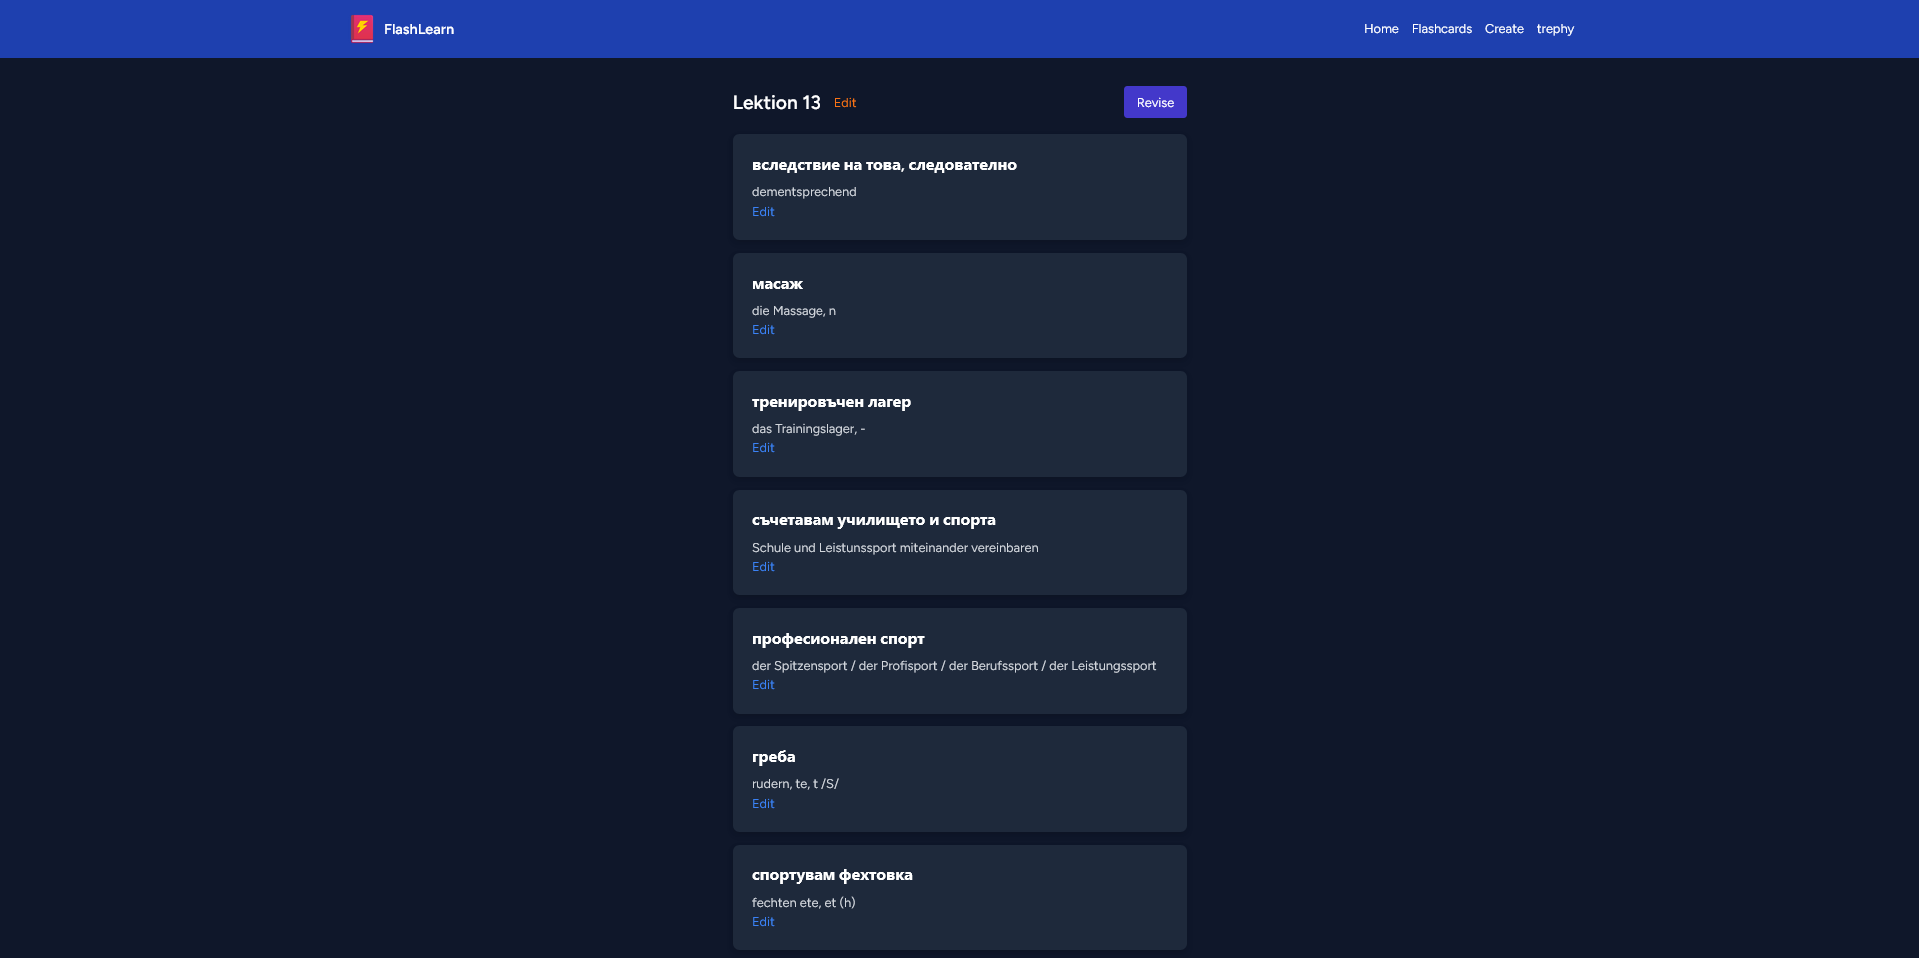 FlashLearn
Home Flashcards Create trephy
Lektion 13 Edit
Revise
вследствие на това, следователно
dementsprechend
Edit
масаж
die Massage, n
Edit
тренировъчен лагер
das Trainingslager, -
Edit
съчетавам училището и спорта
Schule und Leistunssport miteinander vereinbaren
Edit
професионален спорт
der Spitzensport / der Profisport / der Berufssport / der Leistungssport
Edit
греба
rudern, te, t /S/
Edit
спортувам фехтовка
fechten ete, et (h)
Edit